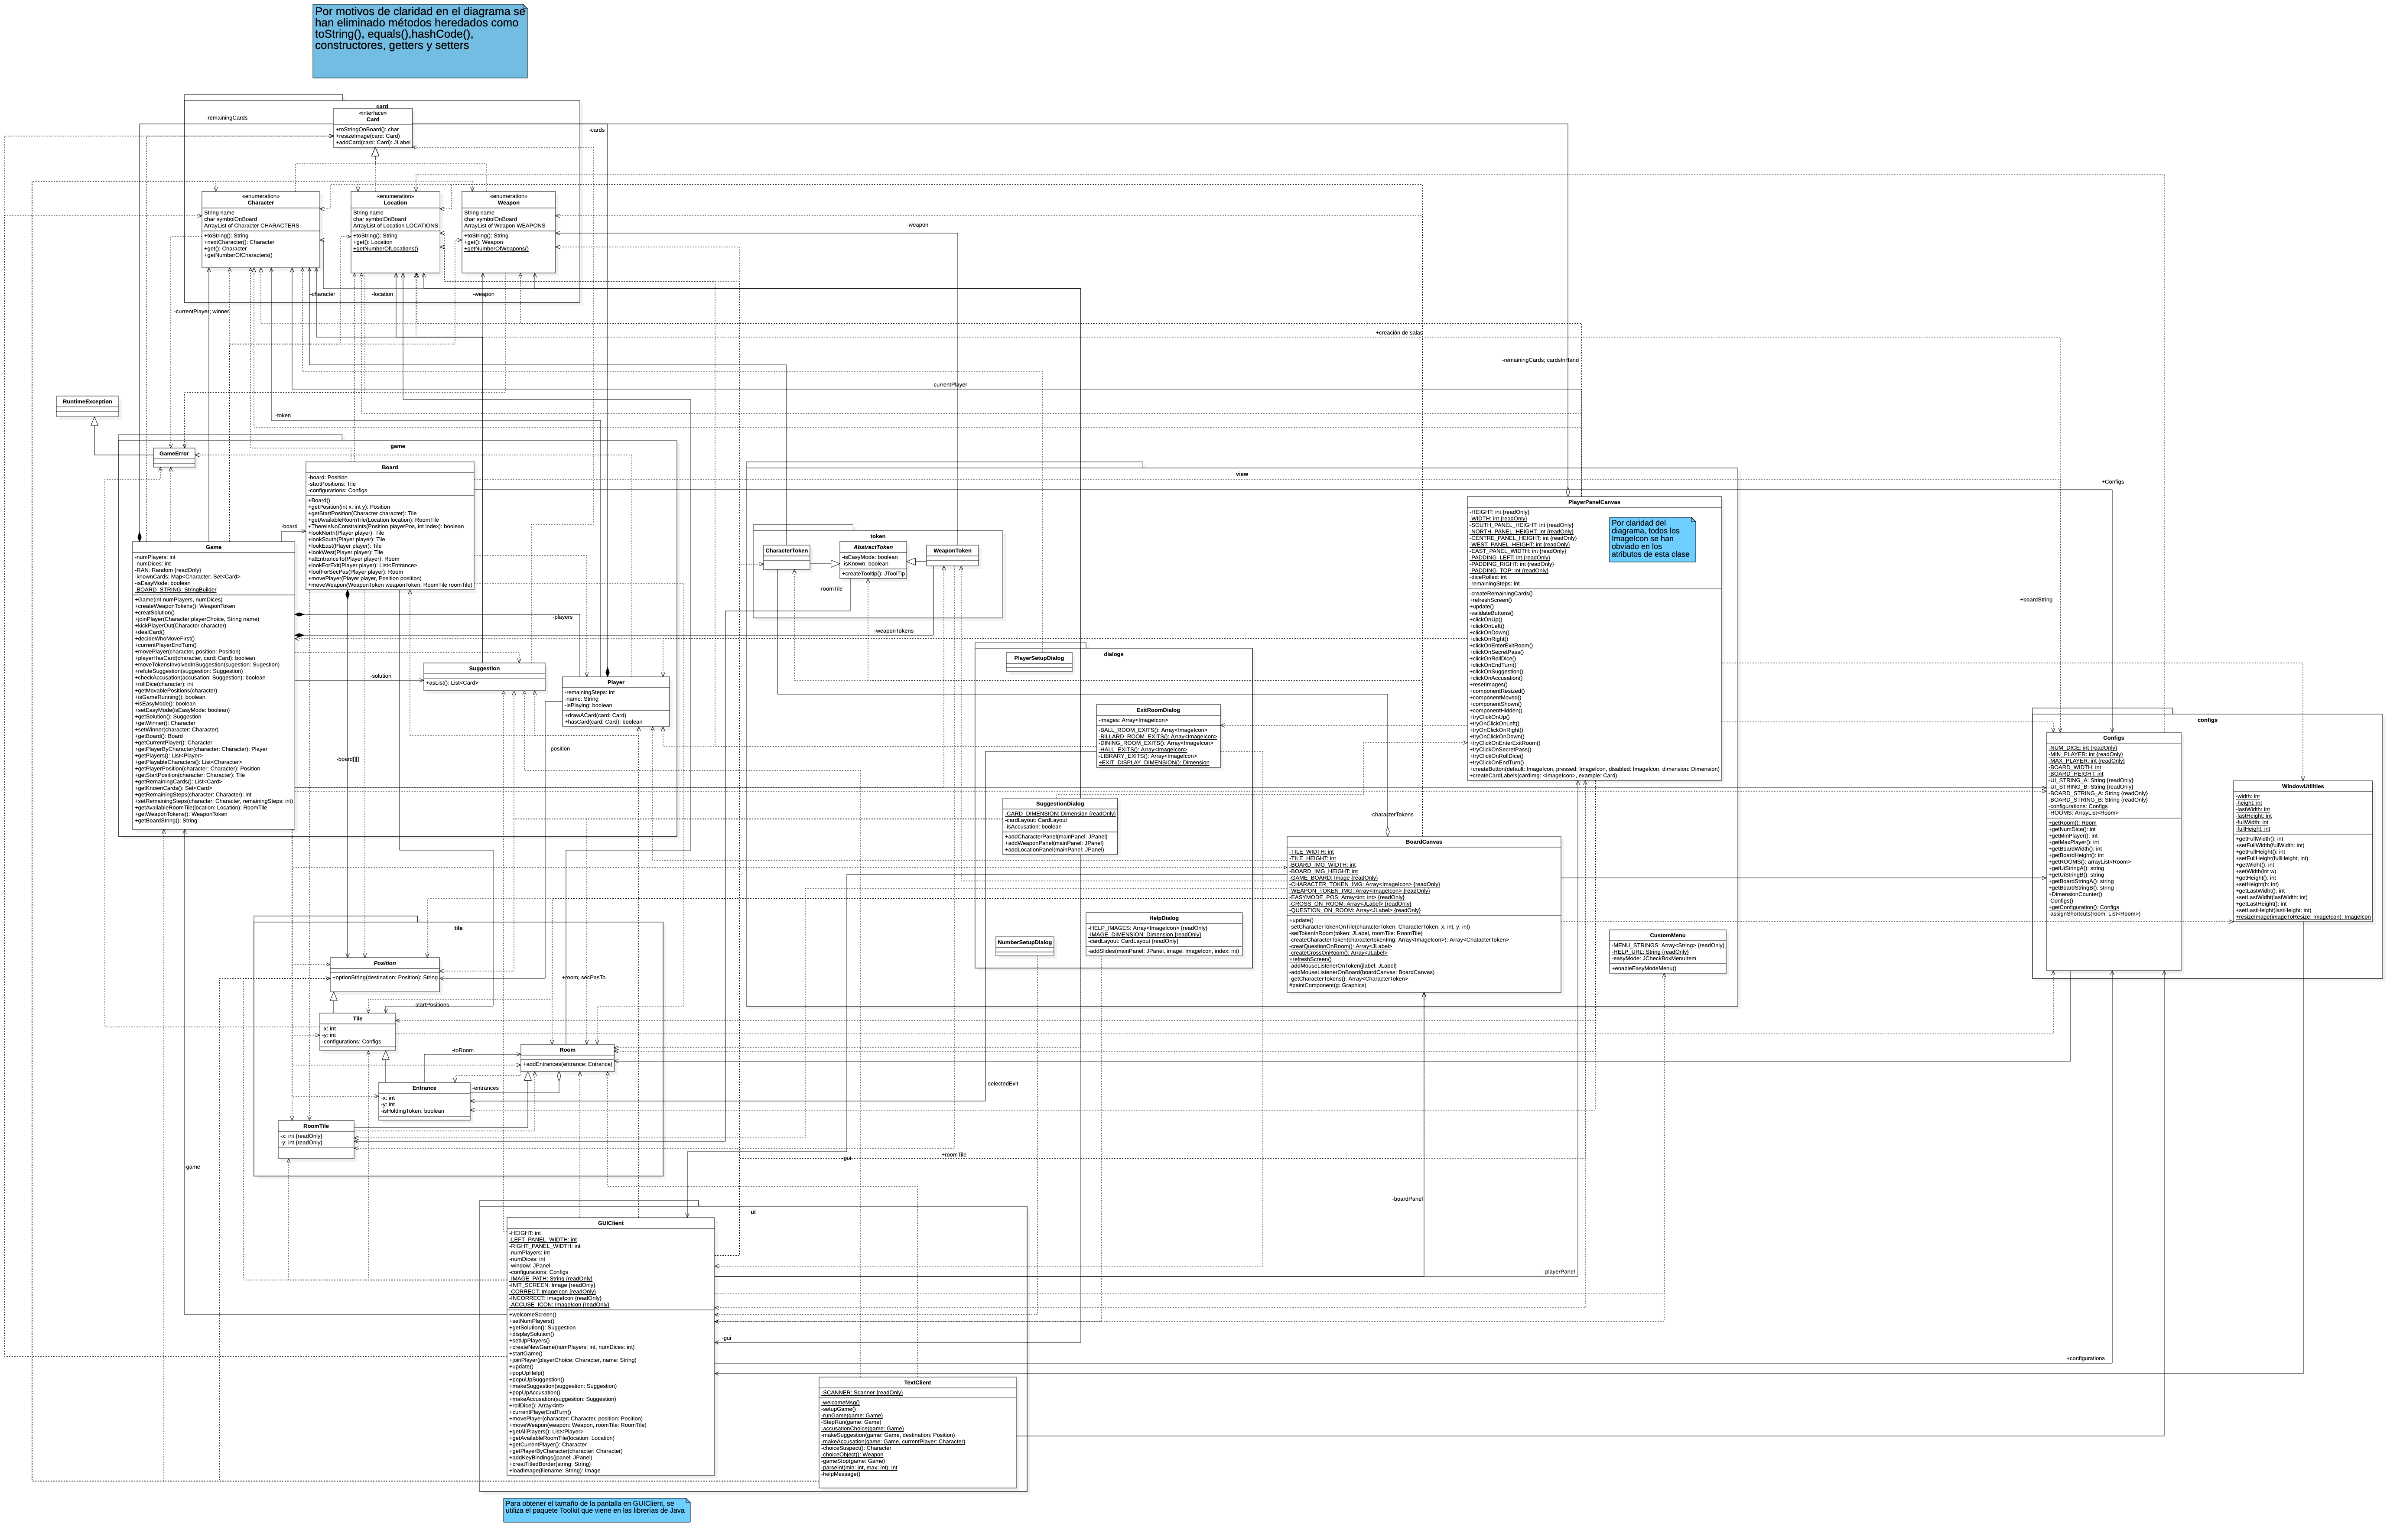 Por motivos de claridad en el diagrama se
han eliminado métodos heredados como
toString(), equals(),hashCode(),
constructores, getters y setters
card
«interface»
Card
+toStringOnBoard(): char
+resizeImage(card: Card)
+addCard(card: Card): JLabel
-remainingCards
-cards
«enumeration»
Character
String name
char symbolOnBoard
ArrayList of Character CHARACTERS
+toString(): String
+nextCharacter(): Character
+get(): Character
+getNumberOfCharacters()
«enumeration»
Location
String name
char symbolOnBoard
ArrayList of Location LOCATIONS
+toString(): String
+get(): Location
+getNumberOfLocations()
«enumeration»
Weapon
String name
char symbolOnBoard
ArrayList of Weapon WEAPONS
+toString(): String
+get(): Weapon
+getNumberOfWeapons()
-weapon
-character
-location
-weapon
-currentPlayer; winner
+creación de salas
-remainingCards; cardsInHand
-currentPlayer
-token
RuntimeException
game
GameError
Board
-board: Position
-startPositions: Tile
-configurations: Configs
+Board()
+getPosition(int x, int y): Position
+getStartPosition(Character character): Tile
+getAvailableRoomTile(Location location): RoomTile
+ThereIsNoConstraints(Position playerPos, int index): boolean
+lookNorth(Player player): Tile
+lookSouth(Player player): Tile
+lookEast(Player player): Tile
+lookWest(Player player): Tile
+atEntranceTo(Player player): Room
+lookForExit(Player player): List<Entrance>
+loofForSecPas(Player player): Room
+movePlayer(Player player, Position position)
+moveWeapon(WeaponToken weaponToken, RoomTile roomTile)
-board
Game
-numPlayers: int
-numDices: int
-RAN: Random {readOnly}
-knownCards: Map<Character; Set<Card>
-isEasyMode: boolean
-BOARD_STRING: StringBuilder
+Game(int numPlayers, numDices)
+createWeaponTokens(): WeaponToken
+creatSolution()
+joinPlayer(Character playerChoice, String name)
+kickPlayerOut(Character character)
+dealCard()
+decideWhoMoveFirst()
+currentPlayerEndTurn()
+movePlayer(character, position: Position)
+playerHasCard(character, card: Card): boolean
+moveTokensInvolvedInSuggestion(sugestion: Sugestion)
+refuteSuggestion(suggestion: Suggestion)
+checkAccusation(accusation: Suggestion): boolean
+rollDice(character): int
+getMovablePositions(character)
+isGameRunning(): boolean
+isEasyMode(): boolean
+setEasyMode(isEasyMode: boolean)
+getSolution(): Suggestion
+getWinner(): Character
+setWinner(character: Character)
+getBoard(): Board
+getCurrentPlayer(): Character
+getPlayerByCharacter(character: Character): Player
+getPlayers(): List<Player>
+getPlayableCharacters(): List<Character>
+getPlayerPosition(character: Character): Position
+getStartPosition(character: Character): Tile
+getRemainingCards(): List<Card>
+getKnownCards(): Set<Card>
+getRemainingSteps(character: Character): int
+setRemainingSteps(character: Character, remainingSteps: int)
+getAvailableRoomTile(location: Location): RoomTile
+getWeaponTokens(): WeaponToken
+getBoardString(): String
-players
-weaponTokens
Suggestion
+asList(): List<Card>
-solution
Player
-remainingSteps: int
-name: String
-isPlaying: boolean
+drawACard(card: Card)
+hasCard(card: Card): boolean
-position
-board[][]
token
CharacterToken
AbstractToken
-isEasyMode: boolean
-isKnown: boolean
+createTooltip(): JToolTip
WeaponToken
-roomTile
view
PlayerPanelCanvas
-HEIGHT: int {readOnly}
-WIDTH: int {readOnly}
-SOUTH_PANEL_HEIGHT: int {readOnly}
-NORTH_PANEL_HEIGHT: int {readOnly}
-CENTRE_PANEL_HEIGHT: int {readOnly}
-WEST_PANEL_HEIGHT: int {readOnly}
-EAST_PANEL_WIDTH: int {readOnly}
-PADDING_LEFT: int {readOnly}
-PADDING_RIGHT: int {readOnly}
-PADDING_TOP: int {readOnly}
-diceRolled: int
-remainingSteps: int
-createRemainingCards()
+refreshScreen()
+update()
-validateButtons()
+clickOnUp()
+clickOnLeft()
+clickOnDown()
+clickOnRight()
+clickOnEnterExitRoom()
+clickOnSecretPass()
+clickOnRollDice()
+clickOnEndTurn()
+clickOnSuggestion()
+clickOnAccusation()
+resetImages()
+componentResized()
+componentMoved()
+componentShown()
+componentHidden()
+tryClickOnUp()
+tryOnClickOnLeft()
+tryOnClickOnRight()
+tryOnClickOnDown()
+tryClickOnEnterExitRoom()
+tryClickOnSecretPass()
+tryClickOnRollDice()
+tryClickOnEndTurn()
+createButton(default: ImageIcon, pressed: ImageIcon, disabled: ImageIcon, dimension: Dimension)
+createCardLabels(cardImg: <ImageIcon>, example: Card)
Por claridad del
diagrama, todos los
ImageIcon se han
obviado en los
atributos de esta clase
+Configs
+boardString
dialogs
PlayerSetupDialog
ExitRoomDialog
-images: Array<ImageIcon>
-BALL_ROOM_EXITS(): Array<ImageIcon>
-BILLARD_ROOM_EXITS(): Array<ImageIcon>
-DINING_ROOM_EXITS(): Array<ImageIcon>
-HALL_EXITS(): Array<ImageIcon>
-LIBRARY_EXITS(): Array<ImageIcon>
+EXIT_DISPLAY_DIMENSION(): Dimension
SuggestionDialog
-CARD_DIMENSION: Dimension {readOnly}
-cardLayout: CardLayout
-isAccusation: boolean
+addCharacterPanel(mainPanel: JPanel)
+addWeaponPanel(mainPanel: JPanel)
+addLocationPanel(mainPanel: JPanel)
HelpDialog
-HELP_IMAGES: Array<ImageIcon> {readOnly}
-IMAGE_DIMENSION: Dimension {readOnly}
-cardLayout: CardLayout {readOnly}
-addSlides(mainPanel: JPanel, image: ImageIcon, index: int)
NumberSetupDialog
-characterTokens
BoardCanvas
-TILE_WIDTH: int
-TILE_HEIGHT: int
-BOARD_IMG_WIDTH: int
-BOARD_IMG_HEIGHT: int
-GAME_BOARD: Image {readOnly}
-CHARACTER_TOKEN_IMG: Array<ImageIcon> {readOnly}
-WEAPON_TOKEN_IMG: Array<ImageIcon> {readOnly}
-EASYMODE_POS: Array<int; int> {readOnly}
-CROSS_ON_ROOM: Array<JLabel> {readOnly}
-QUESTION_ON_ROOM: Array<JLabel> {readOnly}
+update()
-setCharacterTokenOnTile(character: CharacterToken, x: int, y: int)
-setTokenInRoom(token: JLabel, roomTile: RoomTile)
-createCharacterToken(charactertokenImg: Array<ImageIcon>): Array<ChatacterToken>
-creatQuestionOnRoom(): Array<JLabel>
-createCrossOnRoom(): Array<JLabel>
+refreshScreen()
-addMouseListenerOnToken(label: JLabel)
-addMouseListenerOnBoard(boardCanvas: BoardCanvas)
-getCharacterTokens(): Array<CharacterToken>
#paintComponent(g: Graphics)
CustomMenu
-MENU_STRINGS: Array<String> {readOnly}
-HELP_URL: String {readOnly}
-easyMode: JCheckBoxMenuItem
+enableEasyModeMenu()
configs
Configs
-NUM_DICE: int {readOnly}
-MIN_PLAYER: int {readOnly}
-MAX_PLAYER: int {readOnly}
-BOARD_WIDTH: int
-BOARD_HEIGHT: int
-UI_STRING_A: String {readOnly}
-UI_STRING_B: String {readOnly}
-BOARD_STRING_A: String {readOnly}
-BOARD_STRING_B: String {readOnly}
-configurations: Configs
-ROOMS: ArrayList<Room>
+getRoom(): Room
+getNumDice(): int
+getMinPlayer(): int
+getMaxPlayer(): int
+getBoardWidth(): int
+getBoardHeight(): int
+getROOMS(): arrayList<Room>
+getUiStringA(): string
+getUiStringB(): string
+getBoardStringA(): string
+getBoardStringB(): string
+DimensionCounter()
-Configs()
+getConfiguration(): Configs
-assignShortcuts(room: List<Room>)
WindowUtilities
-width: int
-height: int
-lastWidth: int
-lastHeight: int
-fullWidth: int
-fullHeight: int
+getFullWidth(): int
+setFullWidth(fullWidth: int)
+getFullHeight(): int
+setFullHeight(fullHeight; int)
+getWidht(): int
+setWidth(int w)
+getHeight(): int
+setHeight(h: int)
+getLastWidht(): int
+setLastWidht(lastWidth: int)
+getLastHeight(): int
+setLastHeight(lastHeight: int)
+resizeImage(imageToResize: ImageIcon): ImageIcon
tile
Position
+optionString(destination: Position): String
+room; secPasTo
-startPositions
Tile
-x: int
-y: int
-configurations: Configs
-toRoom
Room
+addEntrances(entrance: Entrance)
Entrance
-x: int
-y: int
-isHoldingToken: boolean
-entrances
-selectedExit
RoomTile
-x: int {readOnly}
-y: int {readOnly}
-game
-gui
+roomTile
-boardPanel
ui
GUIClient
-HEIGHT: int
-LEFT_PANEL_WIDTH: int
-RIGHT_PANEL_WIDTH: int
-numPlayers: int
-numDices: int
-window: JPanel
-configurations: Configs
-IMAGE_PATH: String {readOnly}
-INIT_SCREEN: Image {readOnly}
-CORRECT: ImageIcon {readOnly}
-INCORRECT: ImageIcon {readOnly}
-ACCUSE_ICON: ImageIcon {readOnly}
+welcomeScreen()
+setNumPlayers()
+getSolution(): Suggestion
+displaySolution()
+setUpPlayers()
+createNewGame(numPlayers: int, numDices: int)
+startGame()
+joinPlayer(playerChoice: Character, name: String)
+update()
+popUpHelp()
+popuUpSuggestion()
+makeSuggestion(suggestion: Suggestion)
+popUpAccusation()
+makeAccusation(suggestion: Suggestion)
+rollDice(): Array<int>
+currentPlayerEndTurn()
+movePlayer(character: Character, position: Position)
+moveWeapon(weapon: Weapon, roomTile: RoomTile)
+getAllPlayers(): List<Player>
+getAvailableRoomTile(location: Location)
+getCurrentPlayer(): Character
+getPlayerByCharacter(character: Character)
+addKeyBindings(jpanel: JPanel)
+creatTitledBorder(string: String)
+loadImage(filename: String): Image
-playerPanel
-gui
+configurations
TextClient
-SCANNER: Scanner {readOnly}
-welcomeMsg()
-setupGame()
-runGame(game: Game)
-StepRun(game: Game)
-accusationChoice(game: Game)
-makeSuggestion(game: Game, destination: Position)
-makeAccusation(game: Game, currentPlayer: Character)
-choiceSuspect(): Character
-choiceObject(): Weapon
-gameStop(game: Game)
-parseInt(min: int, max: int): int
-helpMessage()
Para obtener el tamaño de la pantalla en GUIClient, se
utiliza el paquete Toolkit que viene en las librerías de Java